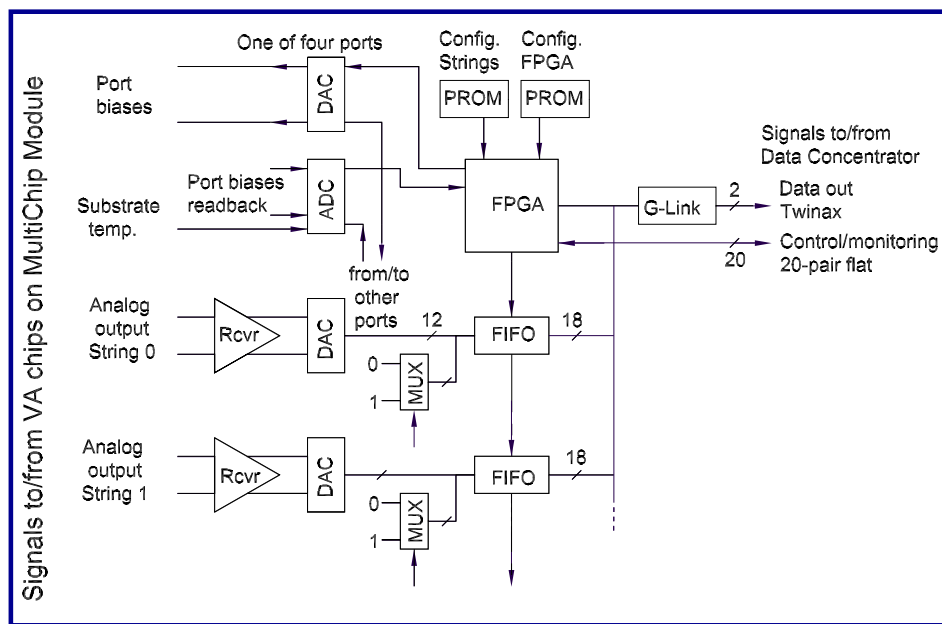 Signals to/from VA chips on MultiChip Module
One of four ports
Port
biases
DAC
Config.
Strings
Config.
FPGA
PROM
PROM
Signals to/from
Data Concentrator
Port biases
readback
ADC
Substrate
temp.
FPGA
G-Link
2
Data out
Twinax
20
Control/monitoring
20-pair flat
from/to
other
ports
Analog
output
String 0
Rcvr
DAC
12
FIFO
18
0
1
MUX
Analog
output
String 1
Rcvr
DAC
FIFO
18
0
1
MUX